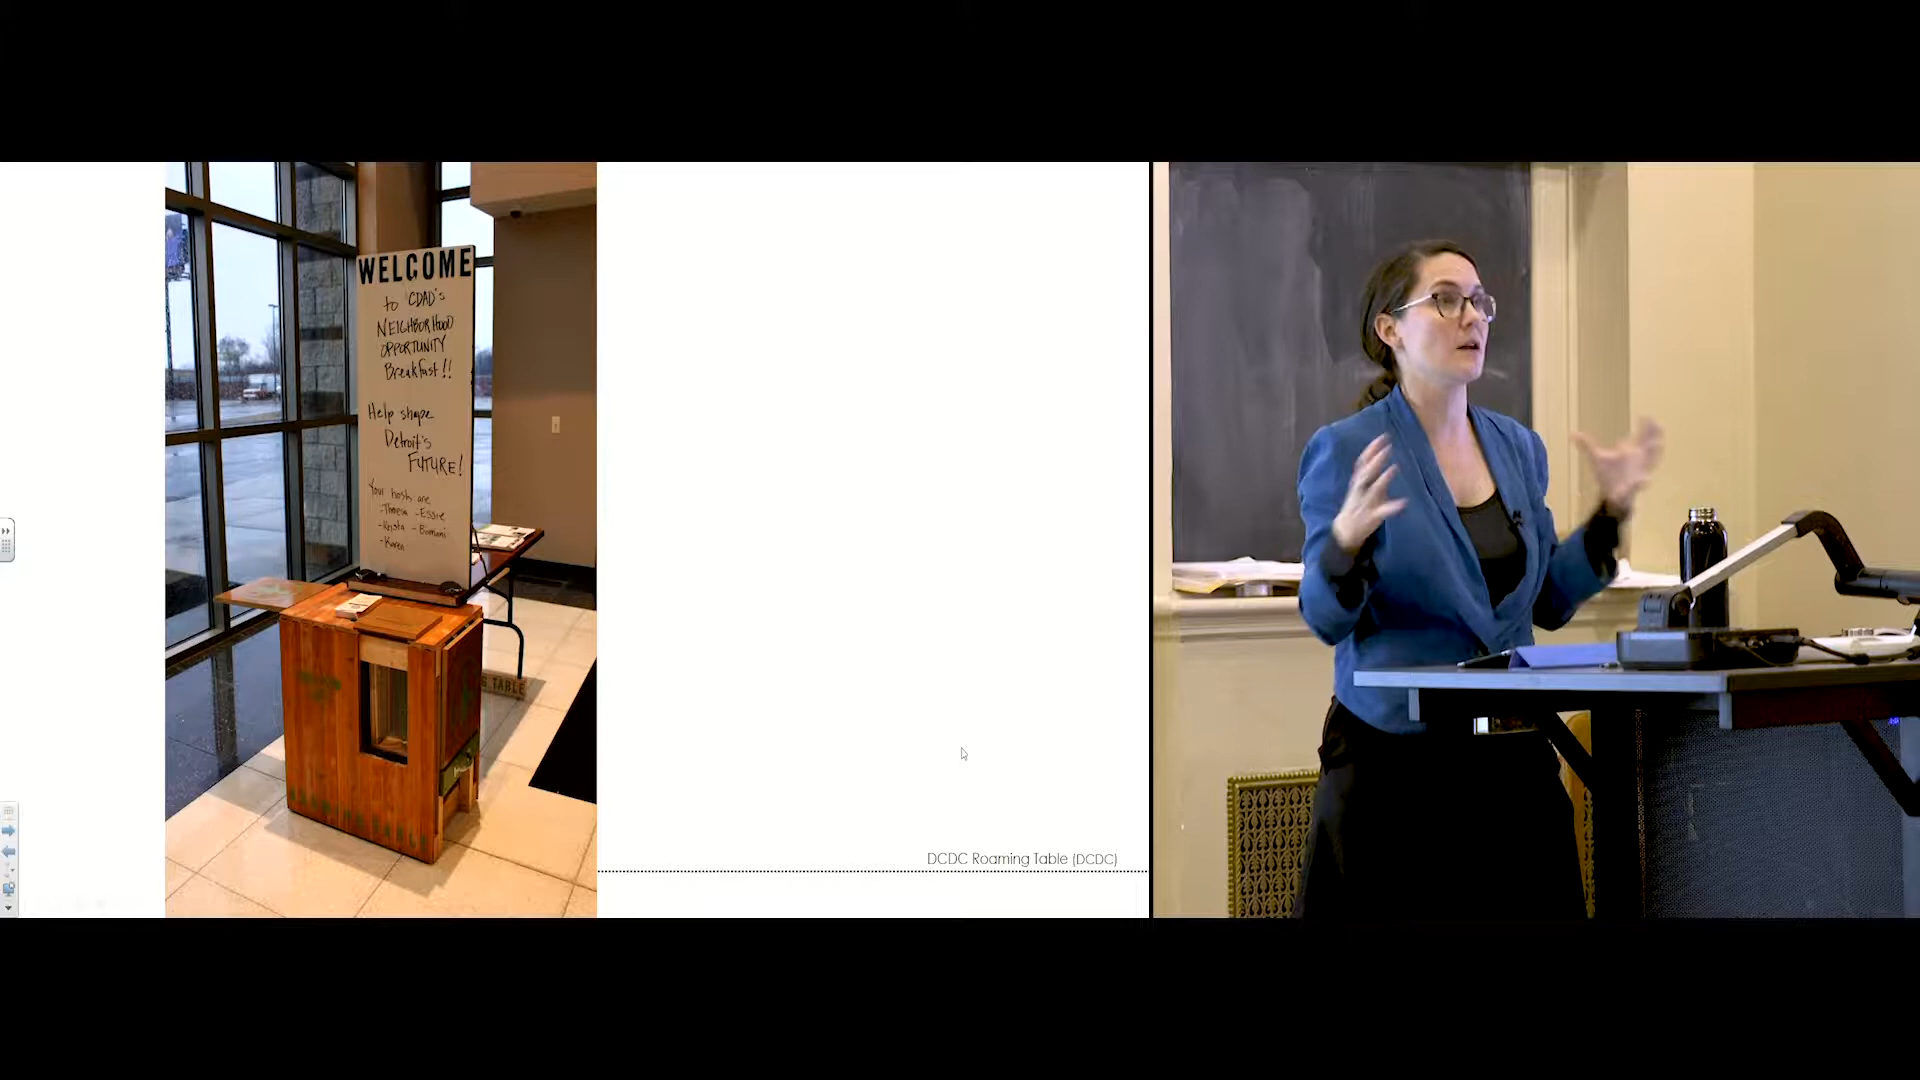 WELCOME
to CDAD's
NEIGHBORHOOD
OPPORTUNITY
Breakfast!!
Help shape
Detroit's
FUTURE!
Your hosts are
-Theresa -Essie
-Krista -Bomani
-Karen
TABLE
DCDC Roaming Table (DCDC)